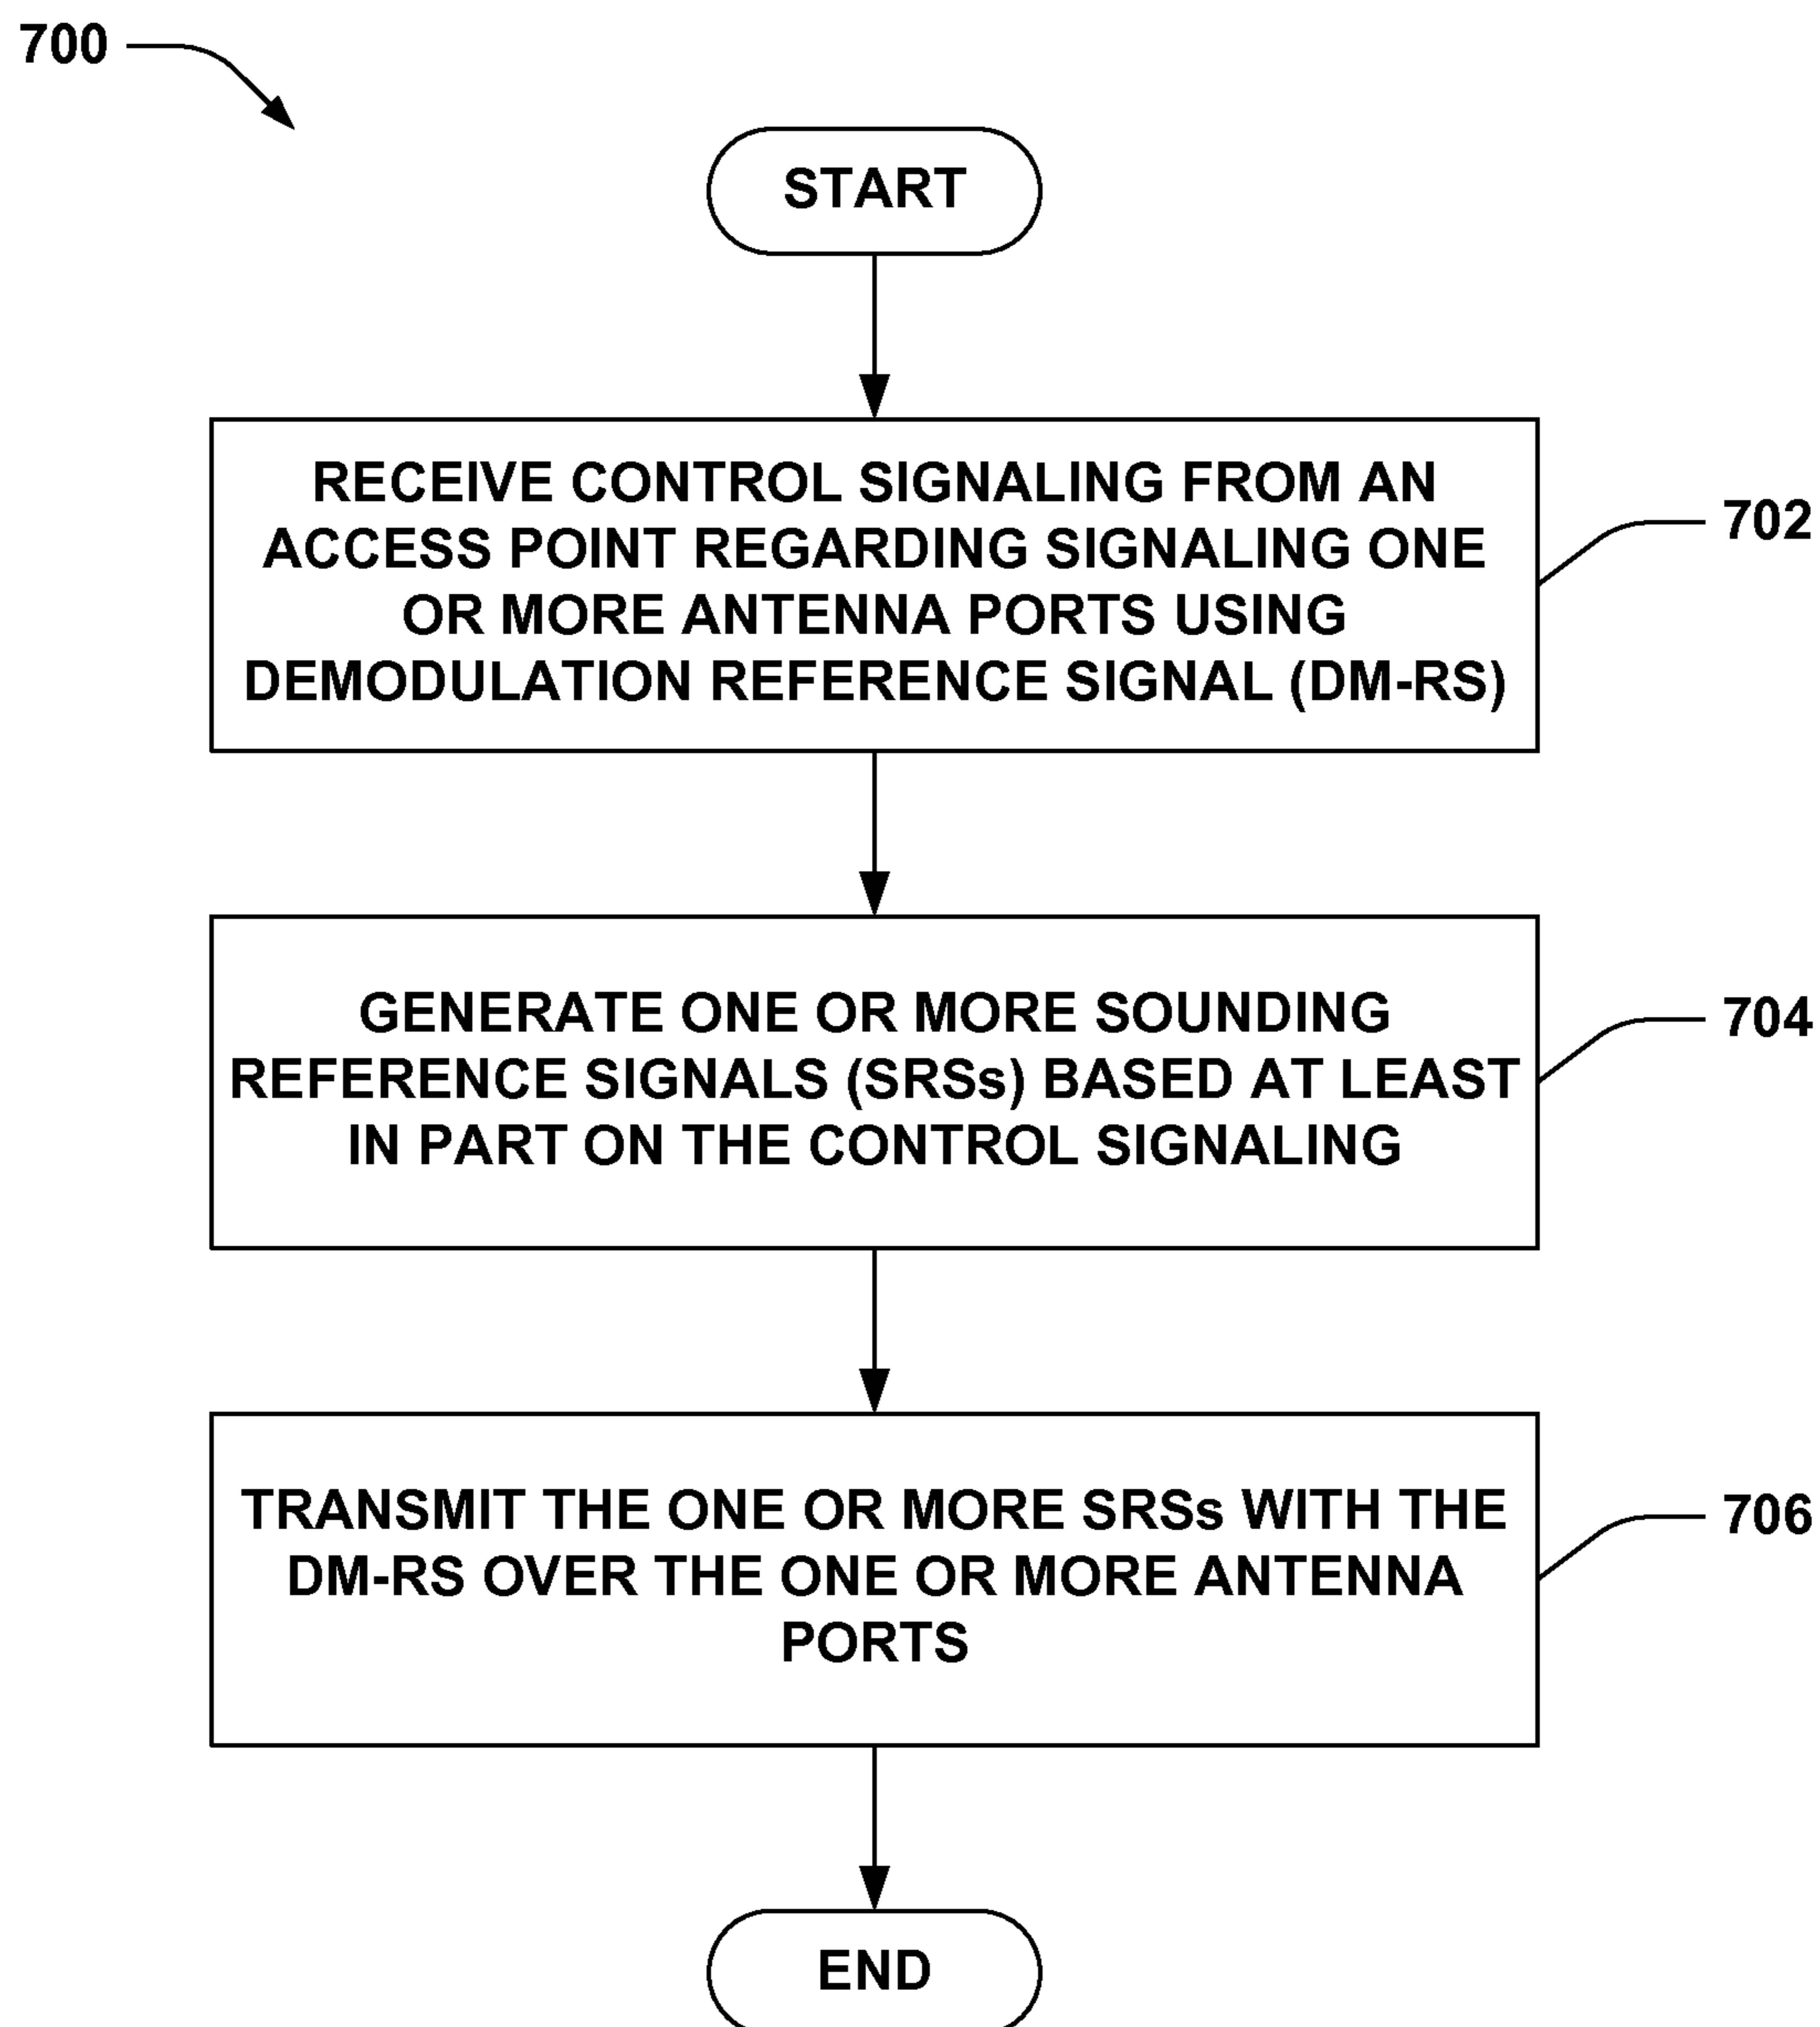 700
START
RECEIVE CONTROL SIGNALING FROM AN
ACCESS POINT REGARDING SIGNALING ONE
OR MORE ANTENNA PORTS USING
DEMODULATION REFERENCE SIGNAL (DM-RS)
702
GENERATE ONE OR MORE SOUNDING
REFERENCE SIGNALS (SRSs) BASED AT LEAST
IN PART ON THE CONTROL SIGNALING
704
TRANSMIT THE ONE OR MORE SRSs WITH THE
DM-RS OVER THE ONE OR MORE ANTENNA
PORTS
706
END